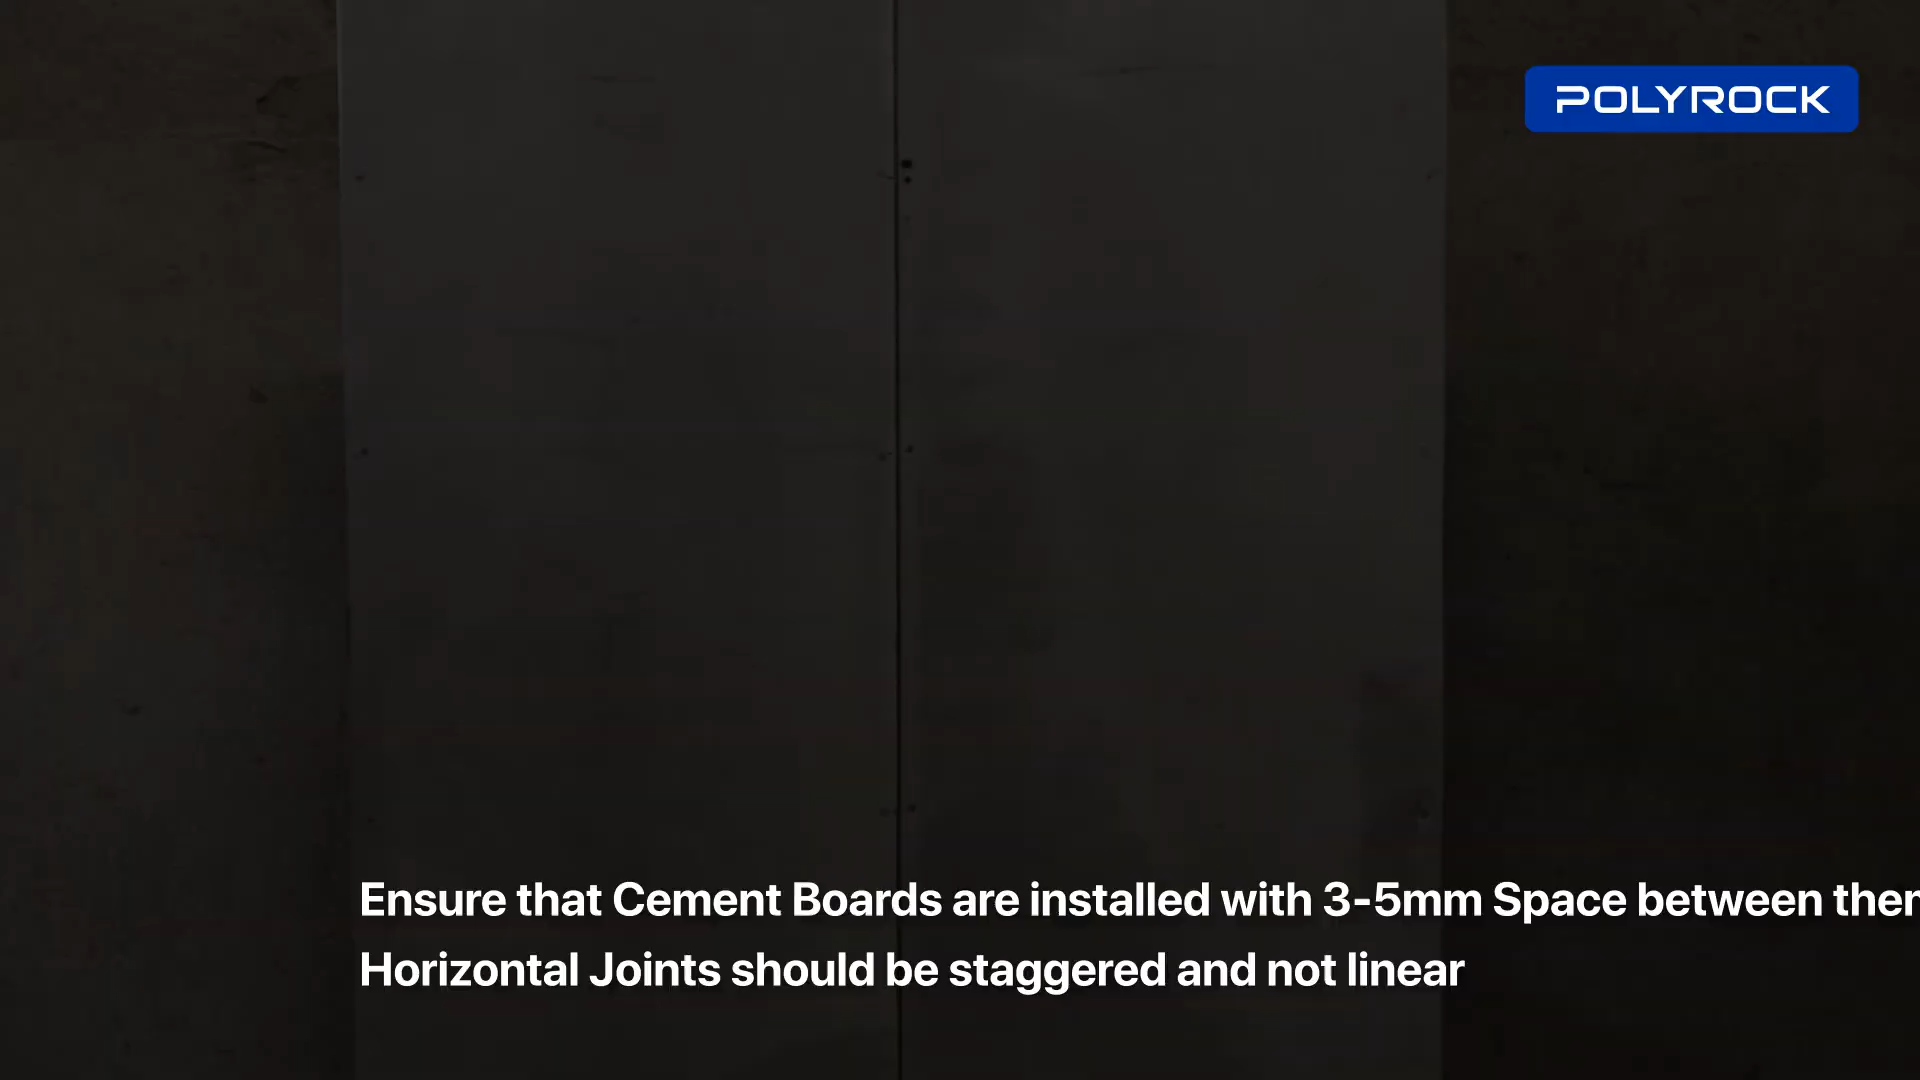 POLYROCK
Ensure that Cement Boards are installed with 3-5mm Space between
Horizontal Joints should be staggered and not linear